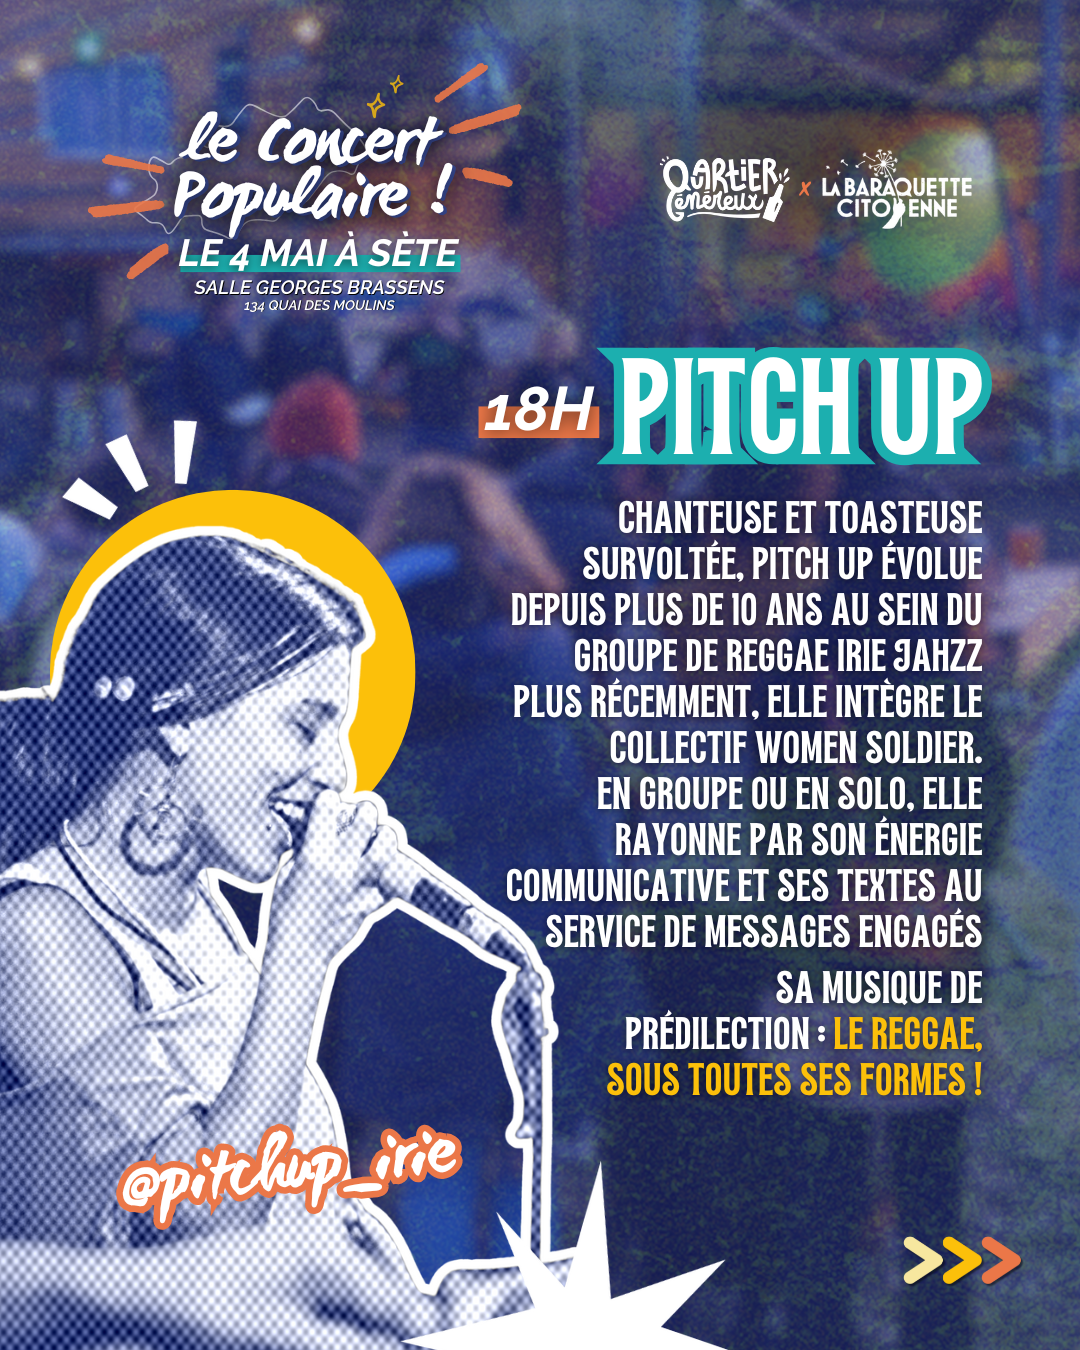 le Concert
Populaire !
LE 4 MAI À SÈTE
SALLE GEORGES BRASSENS
134 QUAI DES MOULINS
QUARTIER
Généreux
X
LA BARAQUETTE
CITOYENNE
18H PITCH UP
CHANTEUSE ET TOASTEUSE
SURVOLTÉE, PITCH UP ÉVOLUE
DEPUIS PLUS DE 10 ANS AU SEIN DU
GROUPE DE REGGAE IRIE JAHZZ
PLUS RÉCEMMENT, ELLE INTÈGRE LE
COLLECTIF WOMEN SOLDIER.
EN GROUPE OU EN SOLO, ELLE
RAYONNE PAR SON ÉNERGIE
COMMUNICATIVE ET SES TEXTES AU
SERVICE DE MESSAGES ENGAGÉS
SA MUSIQUE DE
PRÉDILECTION : LE REGGAE,
SOUS TOUTES SES FORMES !
@pitchup_irie